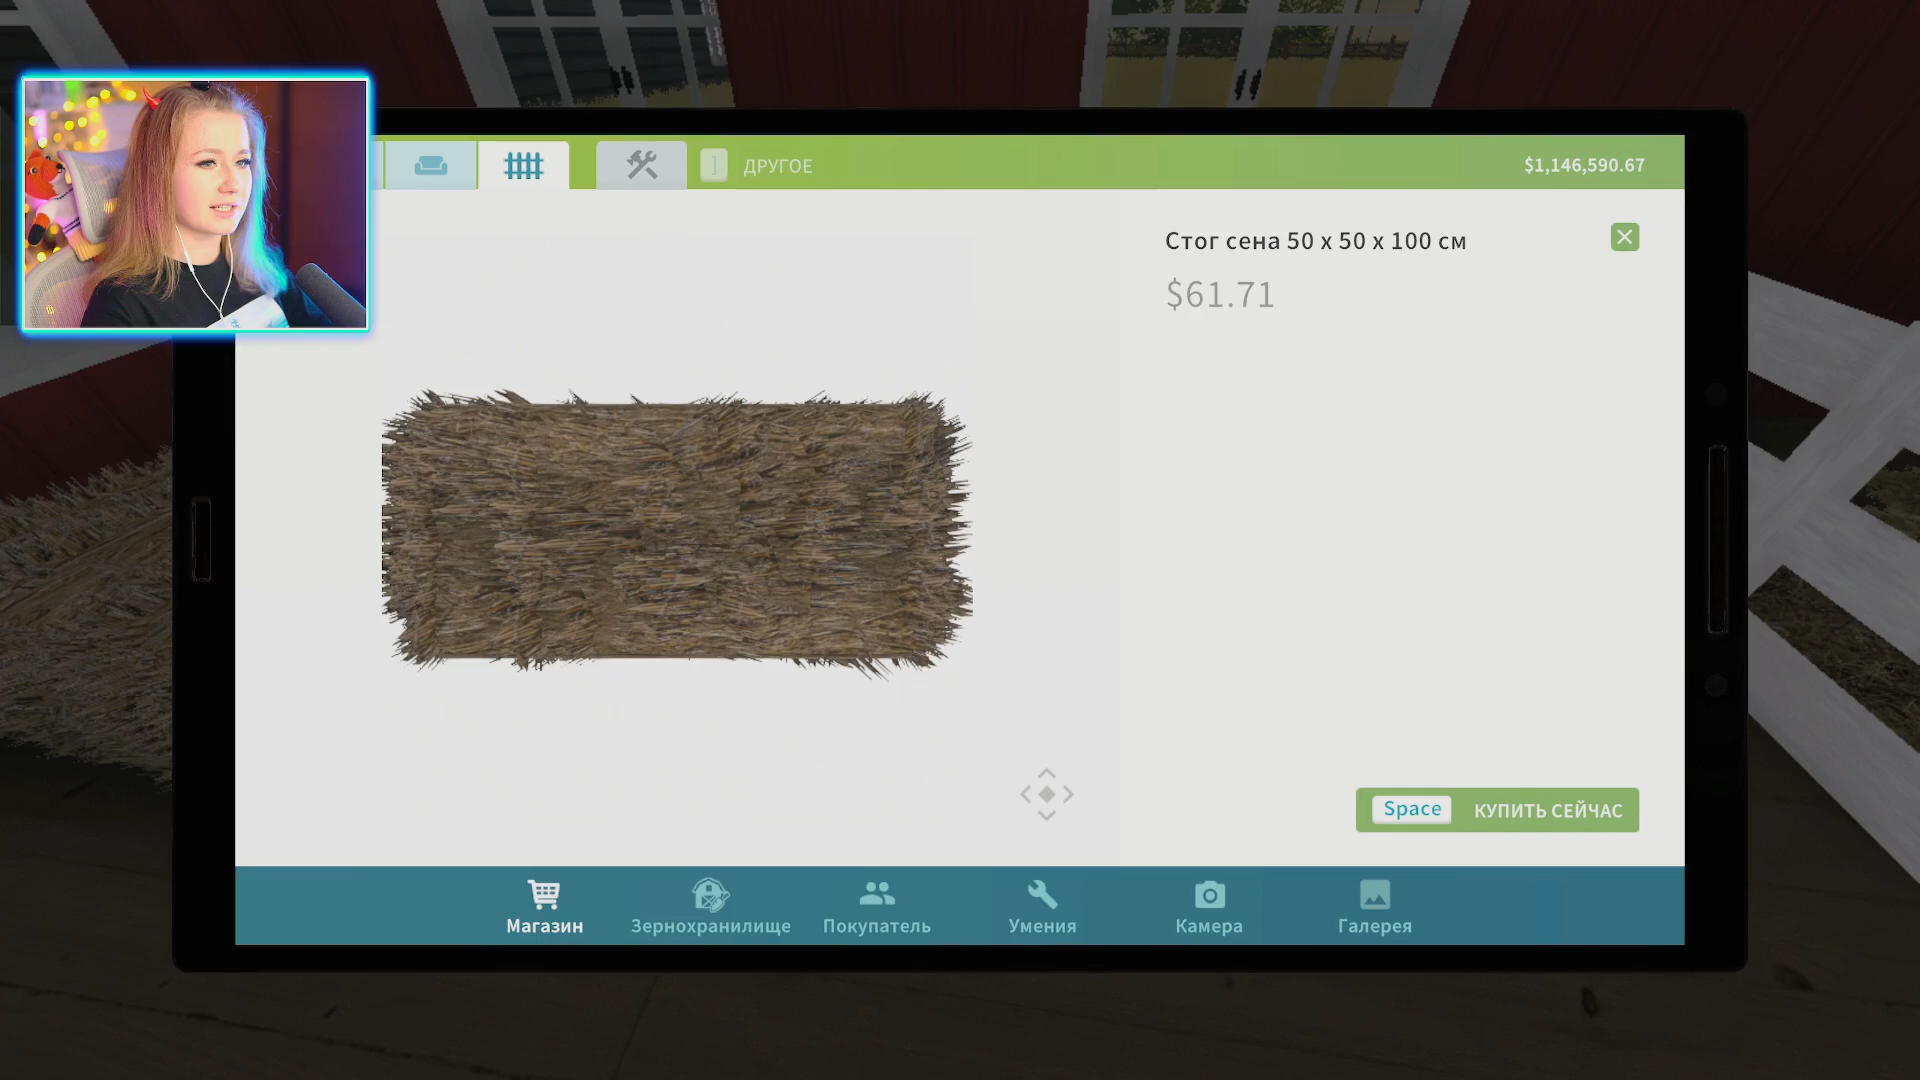 ] ДРУГОЕ
$1,146,590.67
Стог сена 50 x 50 x 100 см
$61.71
Space КУПИТЬ СЕЙЧАС
Магазин Зернохранилище Покупатель Умения Камера Галерея